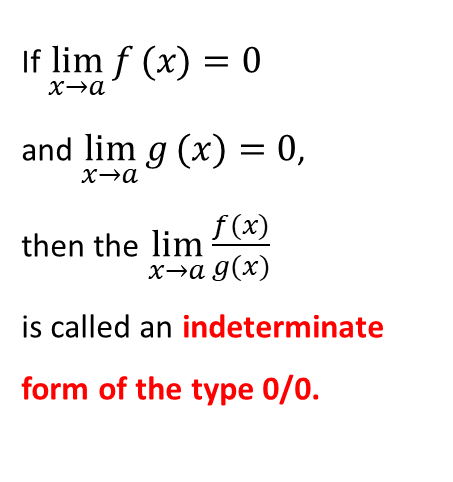 If lim f (x) = 0
x→a
and lim g (x) = 0,
x→a
then the lim f(x)/g(x)
x→a
is called an indeterminate
form of the type 0/0.